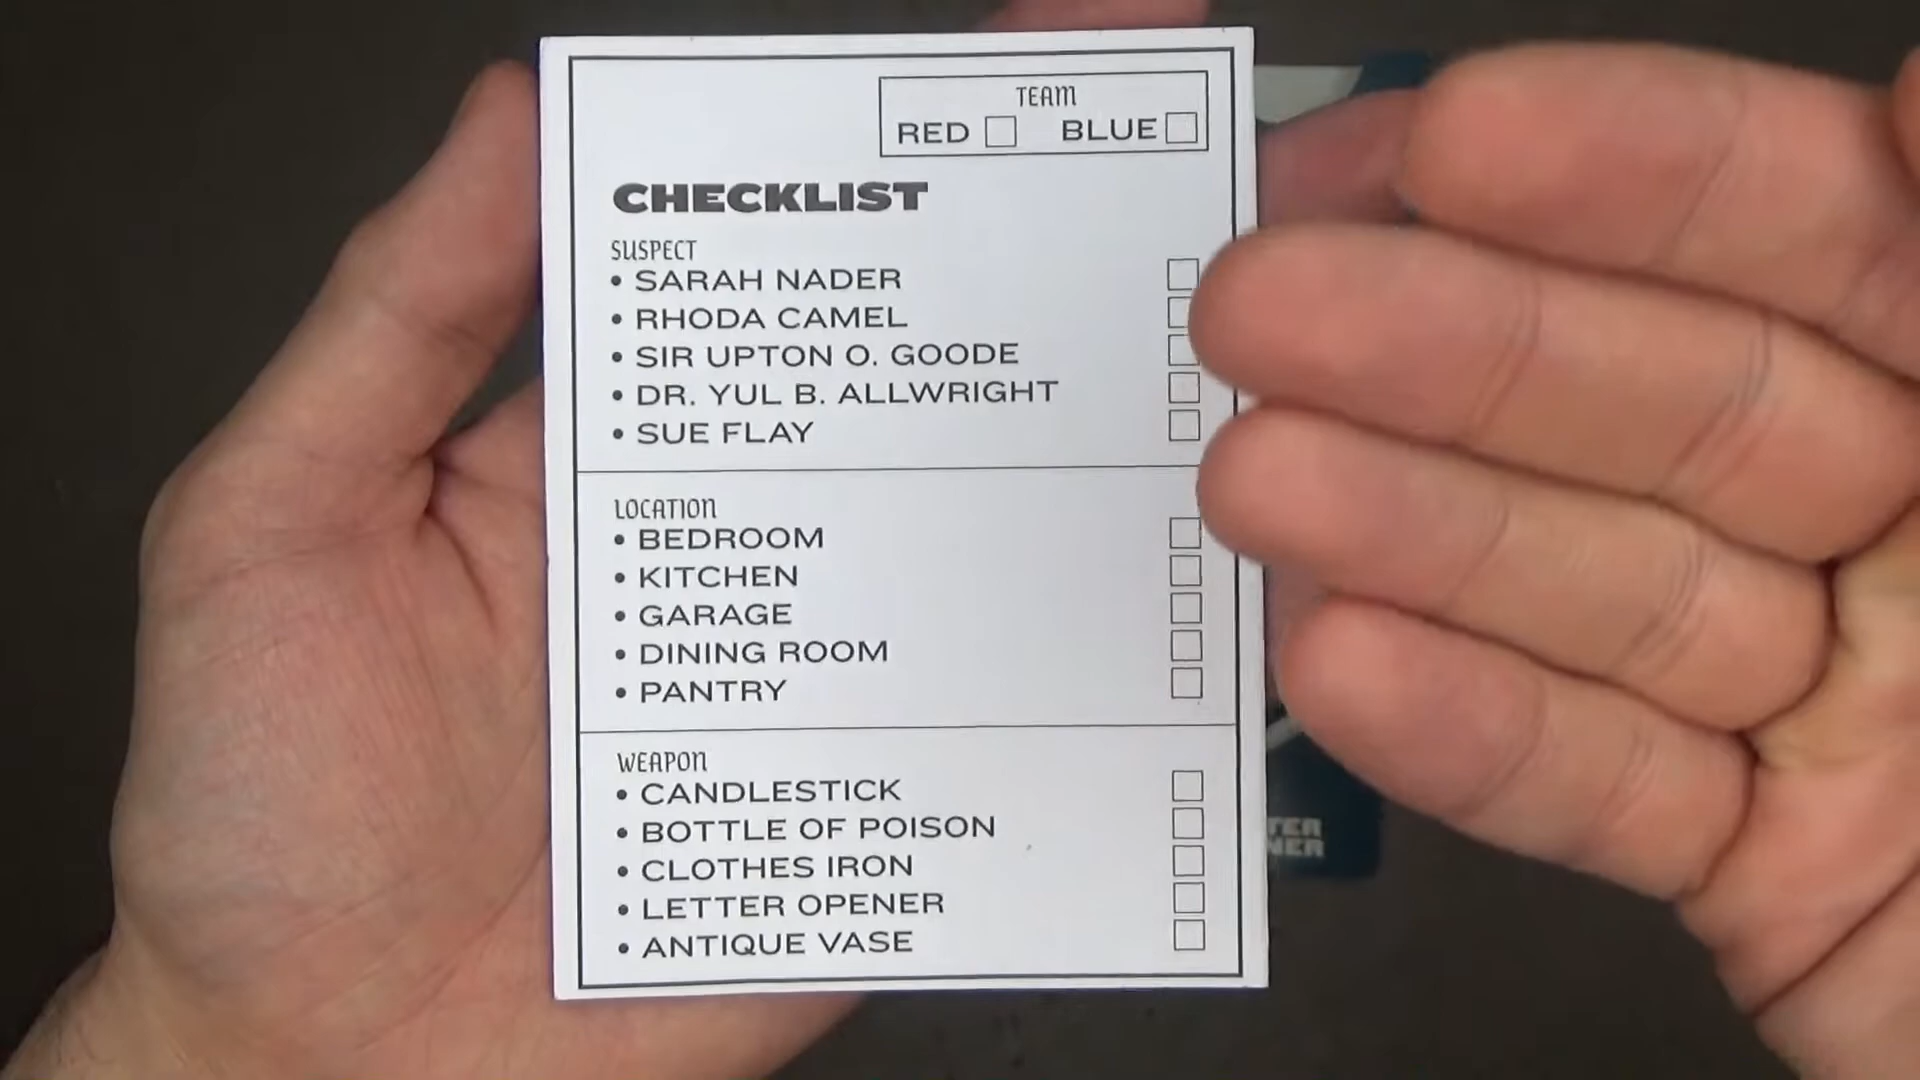 TEAM
RED BLUE
CHECKLIST
SUSPECT
• SARAH NADER
• RHODA CAMEL
• SIR UPTON O. GOODE
• DR. YUL B. ALLWRIGHT
• SUE FLAY
LOCATION
• BEDROOM
• KITCHEN
• GARAGE
• DINING ROOM
• PANTRY
WEAPON
• CANDLESTICK
• BOTTLE OF POISON
• CLOTHES IRON
• LETTER OPENER
• ANTIQUE VASE